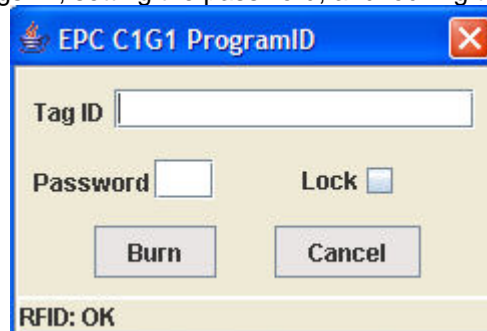 EPC C1G1 ProgramID
Tag ID
Password Lock
Burn Cancel
RFID: OK